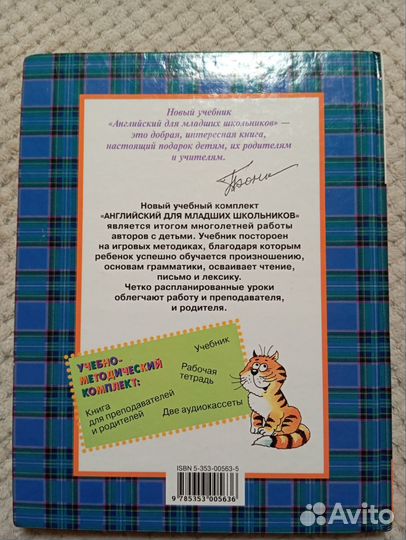 Новый учебник
«Английский для младших школьников» —
это добрая, интересная книга,
настоящий подарок детям, их родителям
и учителям.
Новый учебный комплект
«АНГЛИЙСКИЙ ДЛЯ МЛАДШИХ ШКОЛЬНИКОВ»
является итогом многолетней работы
авторов с детьми. Учебник построен
на игровых методиках, благодаря которым
ребенок успешно обучается произношению,
основам грамматики, осваивает чтение,
письмо и лексику.
Четко распланированные уроки
облегчают работу и преподавателя,
и родителя.
УЧЕБНО-
МЕТОДИЧЕСКИЙ
КОМПЛЕКТ:
Учебник
Рабочая
тетрадь
Книга
для преподавателей
и родителей
Две аудиокассеты
ISBN 5-353-00563-5
9 785353 005636
Avito